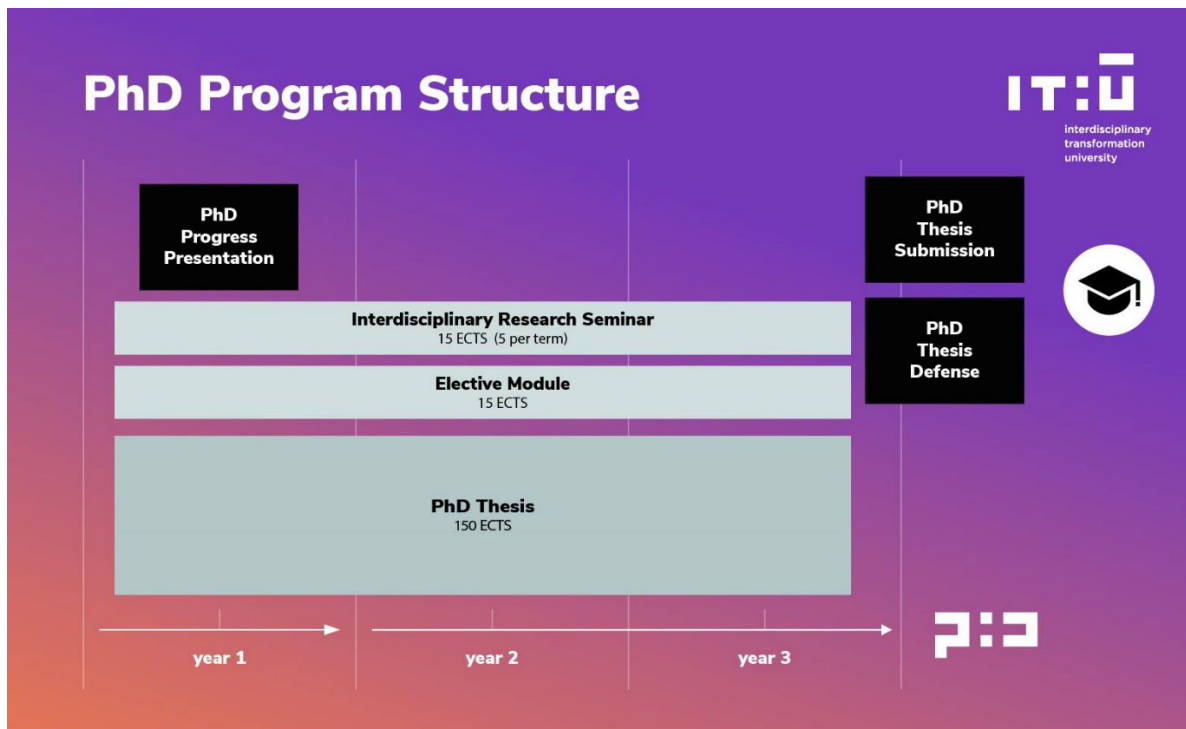 PhD Program Structure
IT:Ū
interdisciplinary
transformation
university
PhD
Progress
Presentation
PhD
Thesis
Submission
Interdisciplinary Research Seminar
15 ECTS (5 per term)
PhD
Thesis
Defense
Elective Module
15 ECTS
PhD Thesis
150 ECTS
year 1
year 2
year 3